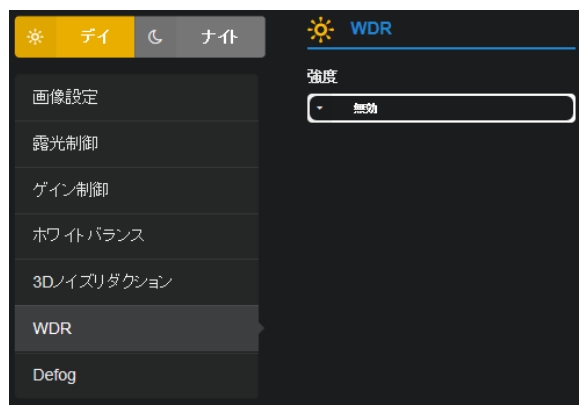 デイ ナイト
画像設定
露光制御
ゲイン制御
ホワイトバランス
3Dノイズリダクション
WDR
Defog
WDR
強度
無効